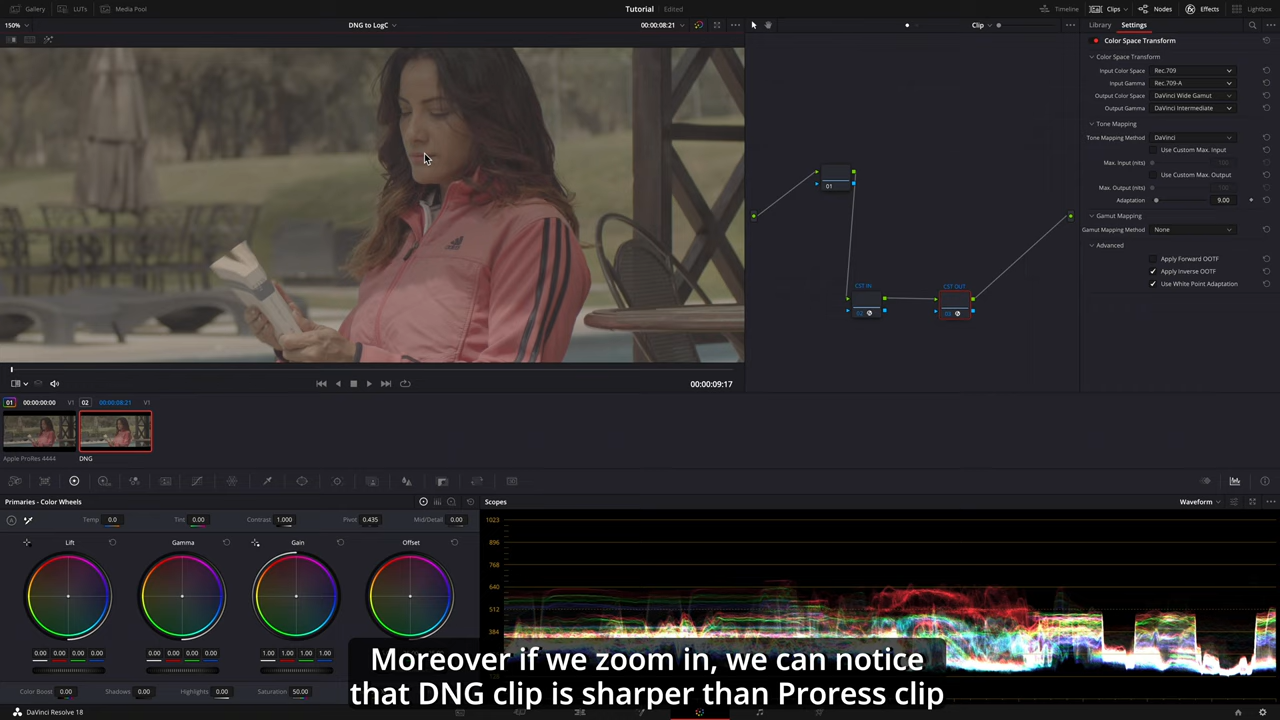 Gallery
LUTs
Media Pool
Tutorial
Edited
Timeline
Clips
Nodes
Effects
Lightbox
150%
DNG to LogC
00:00:08:21
Clip
Library
Settings
Color Space Transform
Color Space Transform
Input Color Space Rec.709
Input Gamma Rec.709-A
Output Color Space DaVinci Wide Gamut
Output Gamma DaVinci Intermediate
Tone Mapping
Tone Mapping Method DaVinci
Use Custom Max. Input
Max. Input (nits) 100
Use Custom Max. Output
Max. Output (nits) 100
Adaptation 9.00
Gamut Mapping
Gamut Mapping Method None
Advanced
Apply Forward OOTF
Apply Inverse OOTF
Use White Point Adaptation
01
CST IN
02
CST OUT
03
adidas
00:00:09:17
01 00:00:00:00 V1
02 00:00:08:21 V1
Apple ProRes 4444
DNG
Primaries - Color Wheels
Temp 0.0 Tint 0.00 Contrast 1.000 Pivot 0.435 Mid/Detail 0.00
Lift Gamma Gain Offset
0.00 0.00 0.00 0.00
0.00 0.00 0.00 0.00
1.00 1.00 1.00 1.00
Color Boost 0.00 Shadows 0.00 Highlights 0.00 Saturation 50.00
Scopes
Waveform
1023
896
768
640
512
384
Moreover if we zoom in, we can notice
that DNG clip is sharper than Proress clip
DaVinci Resolve 18